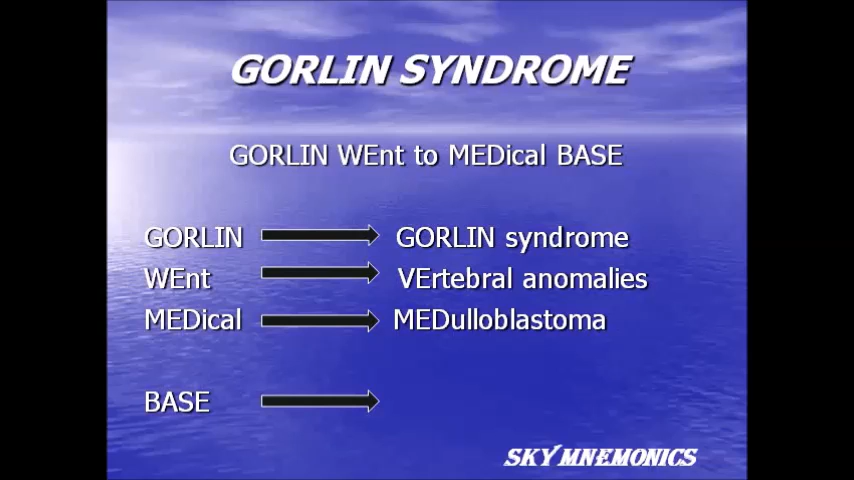 GORLIN SYNDROME
GORLIN WEnt to MEDical BASE
GORLIN GORLIN syndrome
WEnt VErtebral anomalies
MEDical MEDulloblastoma
BASE
SKY MNEMONICS